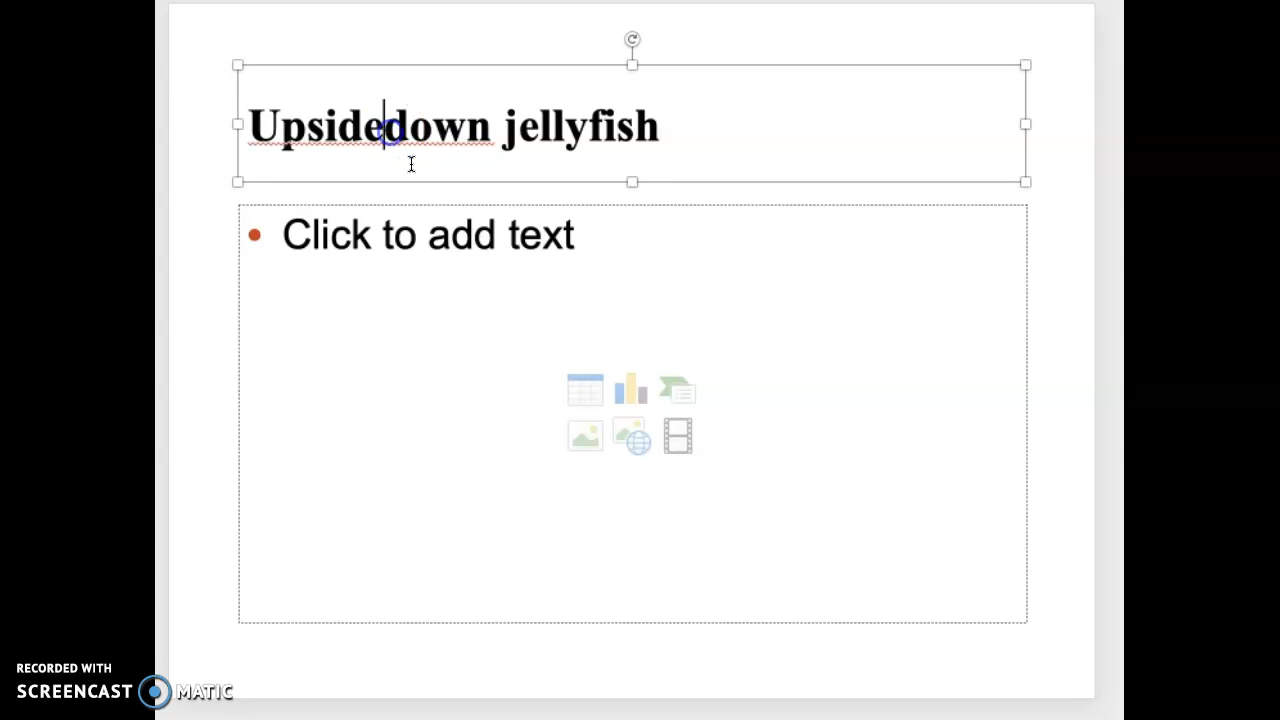 Upsidedown jellyfish
• Click to add text
RECORDED WITH
SCREENCAST MATIC